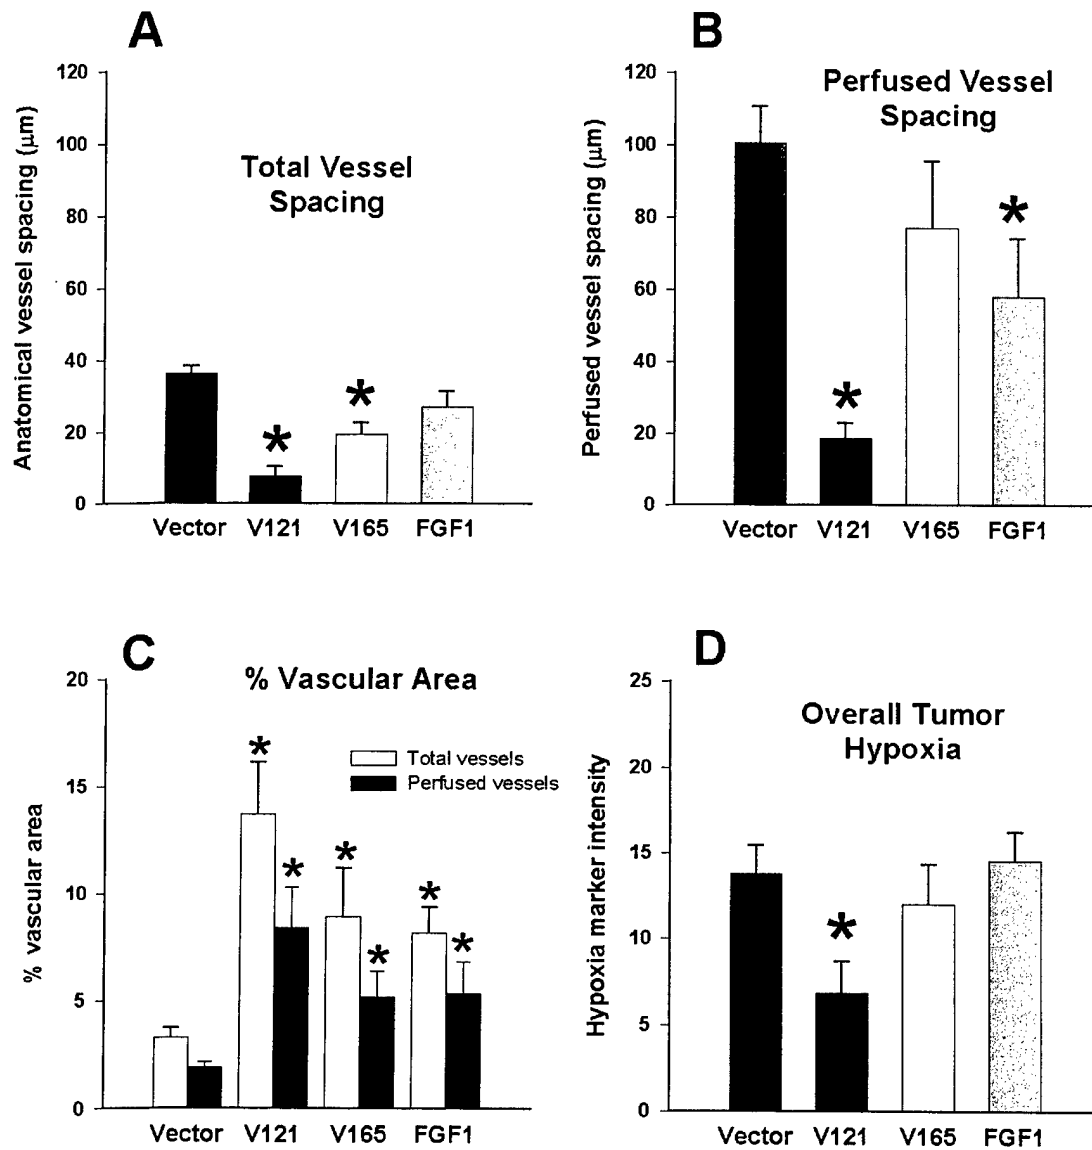 A
Total Vessel
Spacing
Anatomical vessel spacing (μm)
120
100
80
60
40
20
0
*
*
Vector V121 V165 FGF1
B
Perfused Vessel
Spacing
Perfused vessel spacing (μm)
120
100
80
60
40
20
0
*
*
Vector V121 V165 FGF1
C
% Vascular Area
% vascular area
20
15
10
5
0
Total vessels
Perfused vessels
*
*
*
*
*
*
Vector V121 V165 FGF1
D
Overall Tumor
Hypoxia
Hypoxia marker intensity
25
20
15
10
5
0
*
Vector V121 V165 FGF1